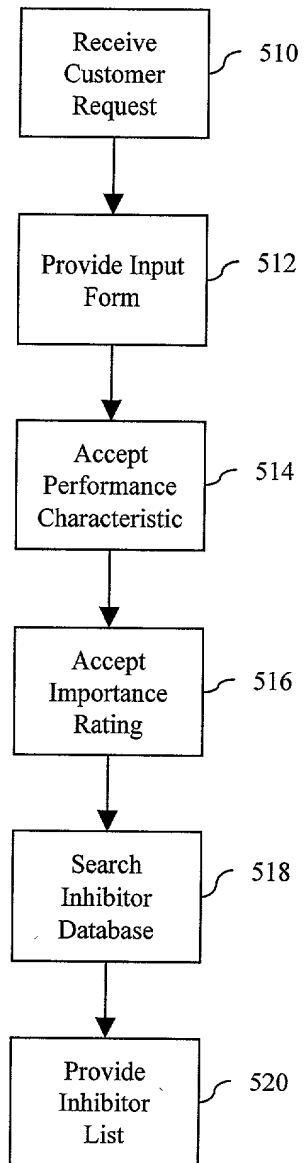 Receive
Customer
Request
510
Provide Input
Form
512
Accept
Performance
Characteristic
514
Accept
Importance
Rating
516
Search
Inhibitor
Database
518
Provide
Inhibitor
List
520